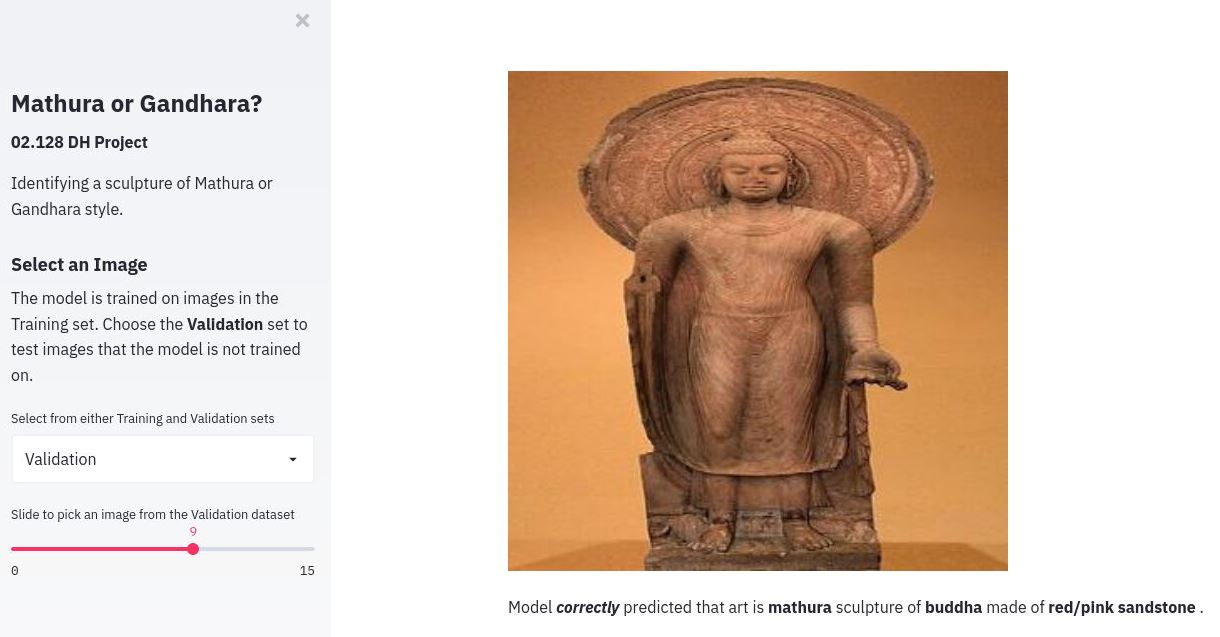 ×
Mathura or Gandhara?
02.128 DH Project
Identifying a sculpture of Mathura or
Gandhara style.
Select an Image
The model is trained on images in the
Training set. Choose the Validation set to
test images that the model is not trained
on.
Select from either Training and Validation sets
Validation
Slide to pick an image from the Validation dataset
9
0 15
Model correctly predicted that art is mathura sculpture of buddha made of red/pink sandstone .